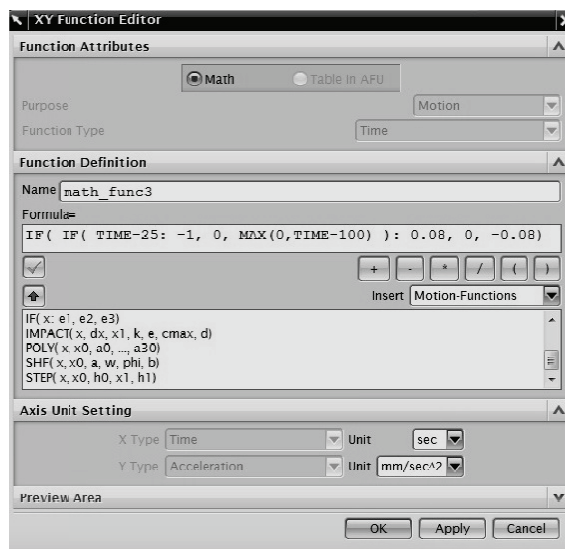 XY Function Editor
Function Attributes
Math Table in AFU
Purpose Motion
Function Type Time
Function Definition
Name math_func3
Formula=
IF( IF( TIME-25: -1, 0, MAX(0,TIME-100) ): 0.08, 0, -0.08)
+ - * / ( )
Insert Motion-Functions
IF( x: e1, e2, e3)
IMPACT( x, dx, x1, k, e, cmax, d)
POLY( x x0, a0, ..., a30)
SHF( x, x0, a, w, phi, b)
STEP( x, x0, h0, x1, h1)
Axis Unit Setting
X Type Time Unit sec
Y Type Acceleration Unit mm/sec^2
Preview Area
OK Apply Cancel